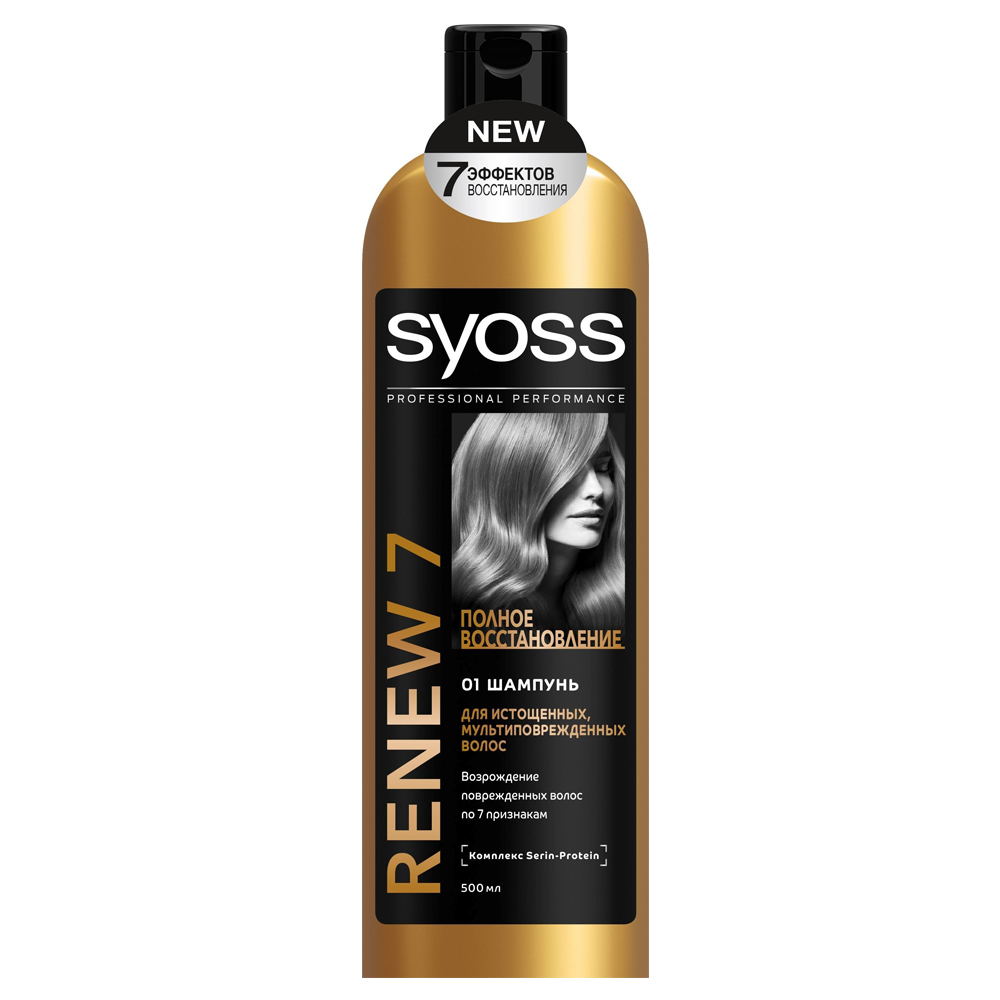 NEW
7 ЭФФЕКТОВ
ВОССТАНОВЛЕНИЯ
syoss
PROFESSIONAL PERFORMANCE
RENEW 7
ПОЛНОЕ
ВОССТАНОВЛЕНИЕ
01 ШАМПУНЬ
ДЛЯ ИСТОЩЕННЫХ,
МУЛЬТИПОВРЕЖДЕННЫХ
ВОЛОС
Возрождение
поврежденных волос
по 7 признакам
Комплекс Serin-Protein
500 мл